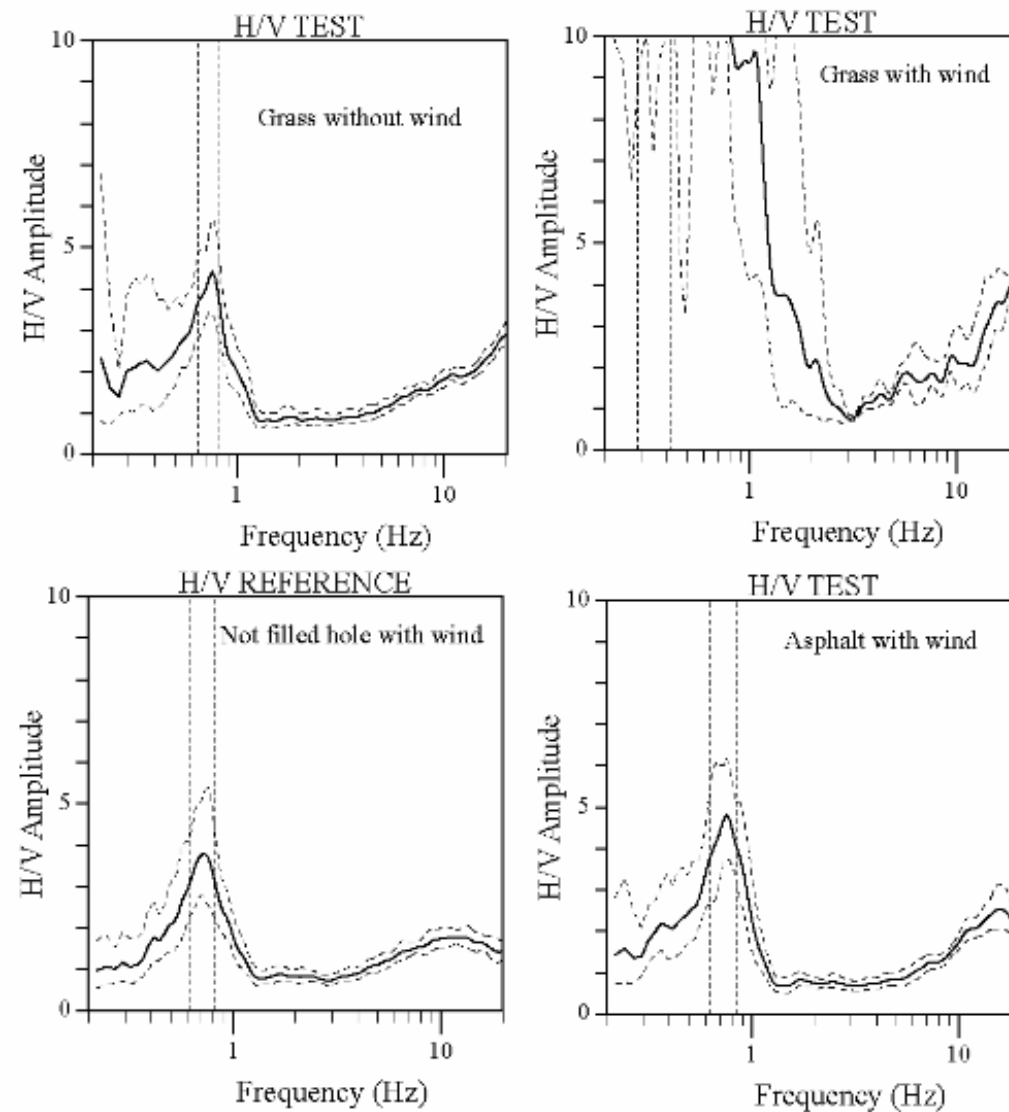 H/V TEST
10
Grass without wind
H/V Amplitude
5
0
1
10
Frequency (Hz)
H/V TEST
10
Grass with wind
H/V Amplitude
5
0
1
10
Frequency (Hz)
H/V REFERENCE
10
Not filled hole with wind
H/V Amplitude
5
0
1
10
Frequency (Hz)
H/V TEST
10
Asphalt with wind
H/V Amplitude
5
0
1
10
Frequency (Hz)